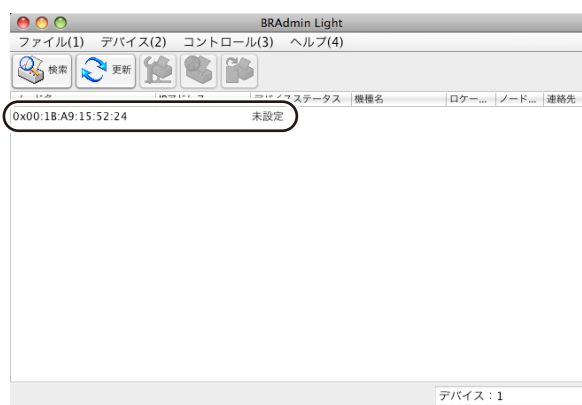 BRAdmin Light
ファイル(1) デバイス(2) コントロール(3) ヘルプ(4)
検索 更新
デバイスステータス 機種名 ロケー... ノード... 連絡先
0x00:1B:A9:15:52:24 未設定
デバイス：1